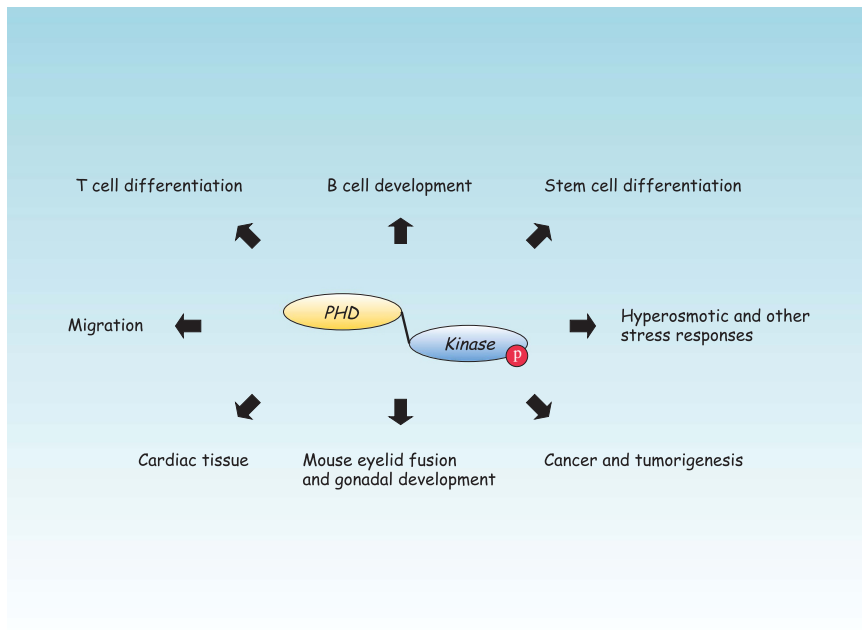 T cell differentiation
B cell development
Stem cell differentiation
PHD
Migration
Hyperosmotic and other
stress responses
Kinase
P
Cardiac tissue
Mouse eyelid fusion
and gonadal development
Cancer and tumorigenesis